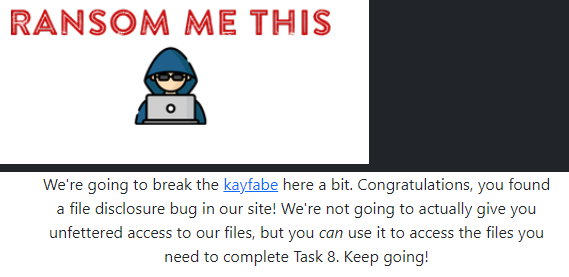 RANSOM ME THIS
We're going to break the kayfabe here a bit. Congratulations, you found
a file disclosure bug in our site! We're not going to actually give you
unfettered access to our files, but you can use it to access the files you
need to complete Task 8. Keep going!